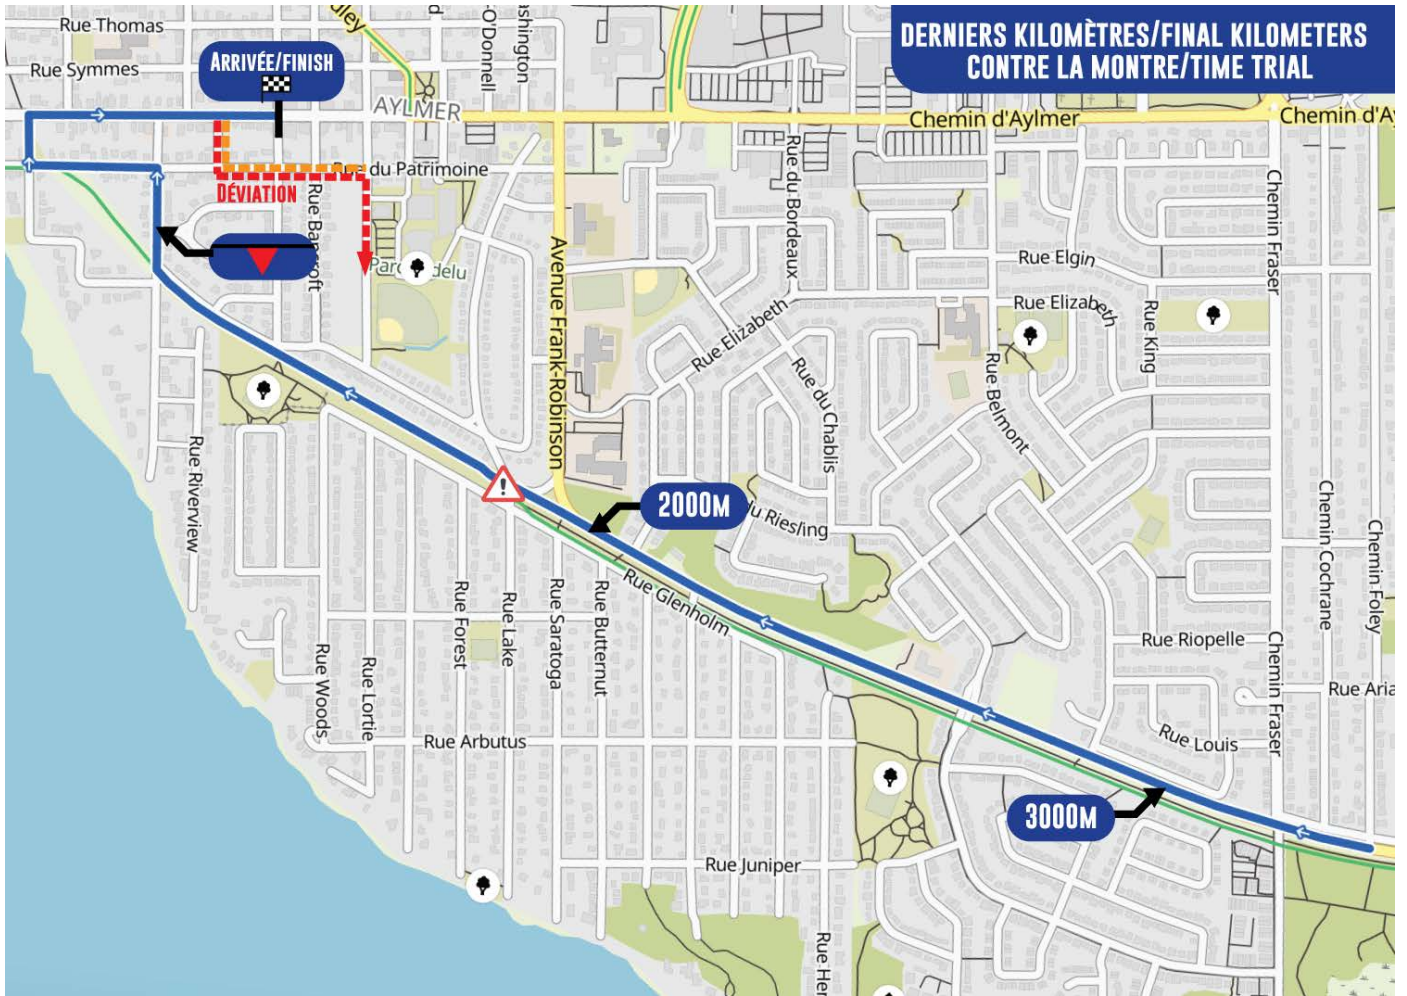 DERNIERS KILOMÈTRES/FINAL KILOMETERS
CONTRE LA MONTRE/TIME TRIAL
Rue Thomas
Rue Symmes
ARRIVÉE/FINISH
AYLMER
Chemin d'Aylmer
Rue du Patrimoine
DÉVIATION
Rue Bancroft
Rue du Bordeaux
Chemin Fraser
Avenue Frank-Robinson
Rue Elgin
Rue Elizabeth
Rue Elizabeth
Rue King
Rue Belmont
Rue du Chablis
Rue Riverview
2000M
du Riesling
Chemin Cochrane
Chemin Foley
Rue Glenholm
Rue Forest
Rue Lake
Rue Saratoga
Rue Butternut
Rue Woods
Rue Lortie
Rue Riopelle
Chemin Fraser
Rue Louis
Rue Arbutus
3000M
Rue Juniper